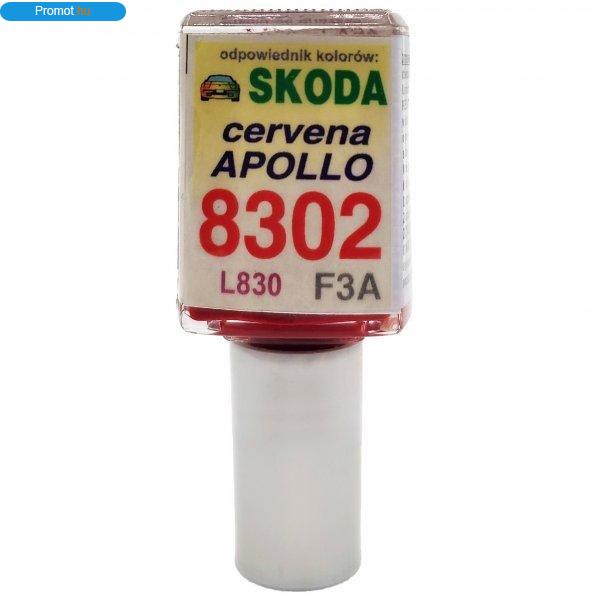 Promot.hu
odpowiednik kolorów:
SKODA
cervena
APOLLO
8302
L830 F3A